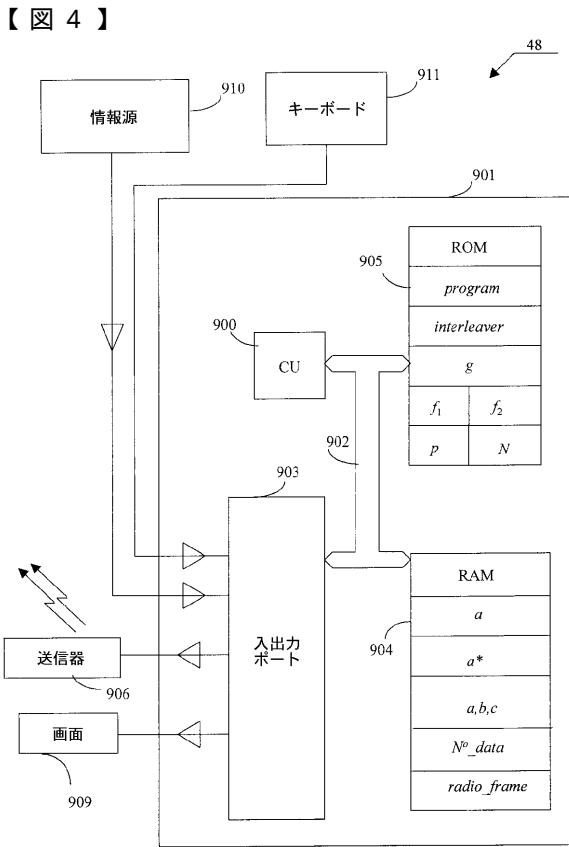 【 図 4 】
48
910
情報源
911
キーボード
901
905
ROM
program
interleaver
g
f₁ f₂
p N
900
CU
902
903
入出力
ポート
904
RAM
a
a*
a,b,c
Nº_data
radio_frame
送信器
906
画面
909